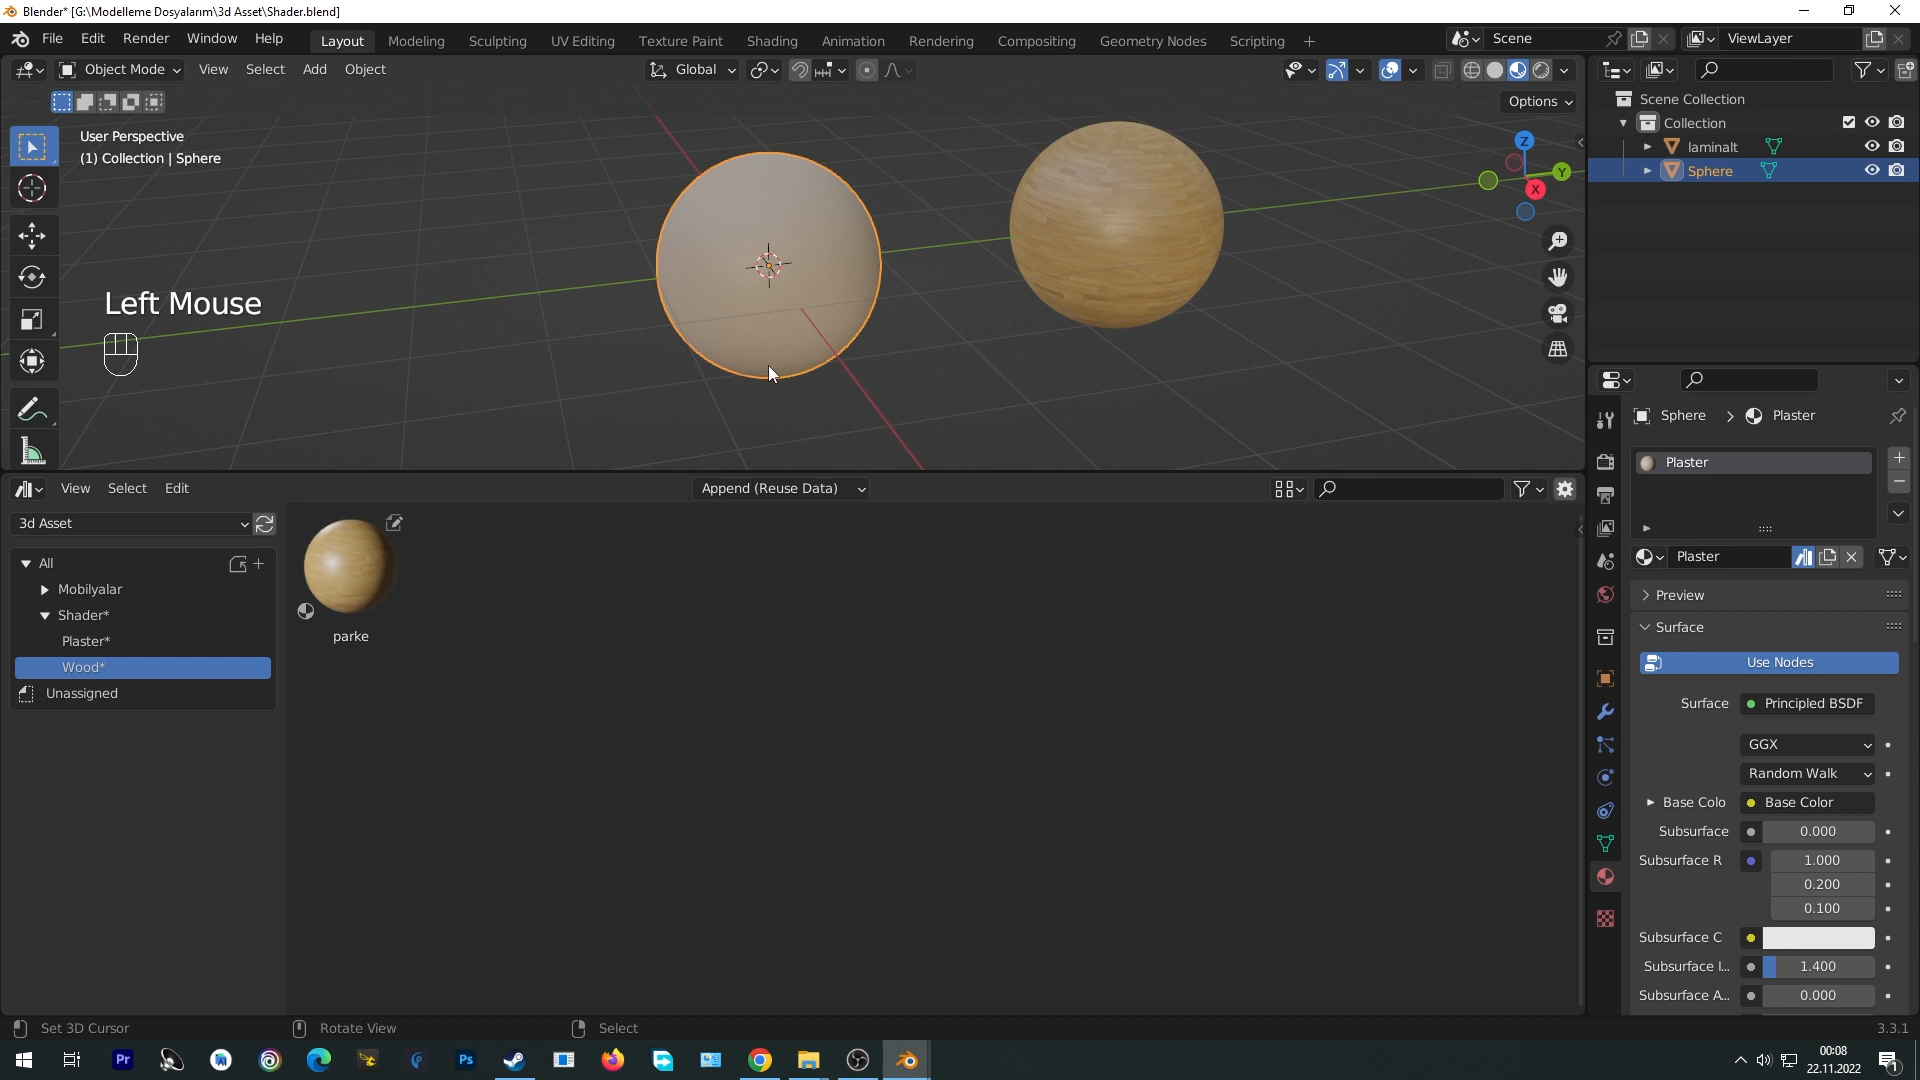 Blender* [G:\Modelleme Dosyalarım\3d Asset\Shader.blend]
File Edit Render Window Help
Layout Modeling Sculpting UV Editing Texture Paint Shading Animation Rendering Compositing Geometry Nodes Scripting +
Scene
ViewLayer
Object Mode View Select Add Object
Global
Options
User Perspective
(1) Collection | Sphere
Z
Y
X
Left Mouse
Scene Collection
Collection
laminalt
Sphere
Sphere > Plaster
Plaster
Plaster
Preview
Surface
Use Nodes
Surface Principled BSDF
GGX
Random Walk
Base Colo Base Color
Subsurface 0.000
Subsurface R 1.000
0.200
0.100
Subsurface C
Subsurface I... 1.400
Subsurface A... 0.000
View Select Edit
Append (Reuse Data)
3d Asset
All
Mobilyalar
Shader*
Plaster*
Wood*
Unassigned
parke
Set 3D Cursor
Rotate View
Select
3.3.1
Pr
Ps
00:08
22.11.2022
1